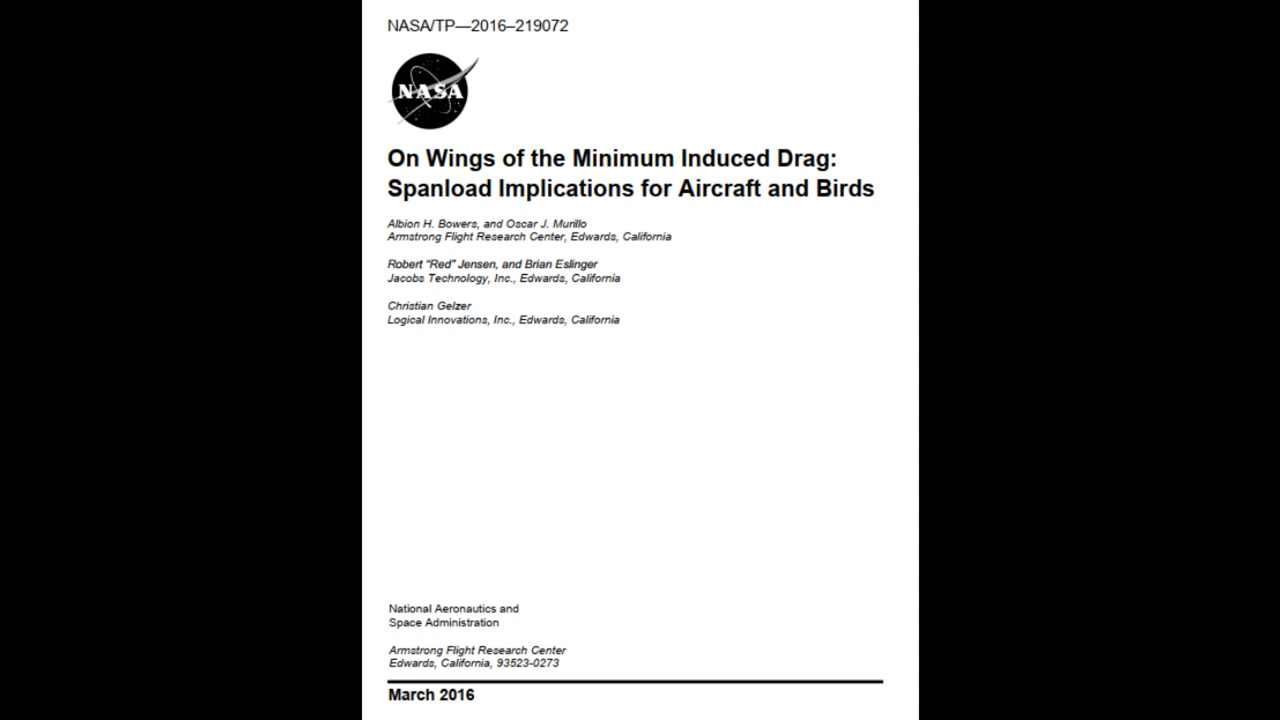 NASA/TP—2016–219072
NASA
On Wings of the Minimum Induced Drag:
Spanload Implications for Aircraft and Birds
Albion H. Bowers, and Oscar J. Murillo
Armstrong Flight Research Center, Edwards, California
Robert “Red” Jensen, and Brian Eslinger
Jacobs Technology, Inc., Edwards, California
Christian Gelzer
Logical Innovations, Inc., Edwards, California
National Aeronautics and
Space Administration
Armstrong Flight Research Center
Edwards, California, 93523-0273
March 2016